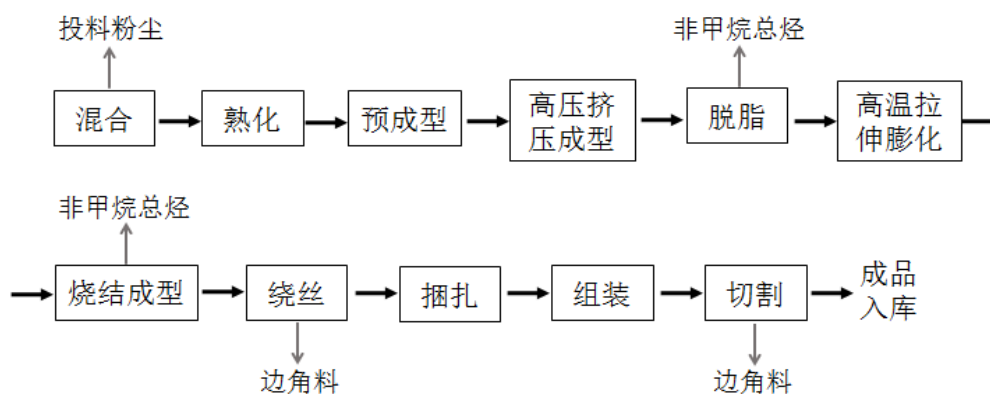 投料粉尘
非甲烷总烃
混合
熟化
预成型
高压挤
压成型
脱脂
高温拉
伸膨化
非甲烷总烃
烧结成型
绕丝
捆扎
组装
切割
成品
入库
边角料
边角料